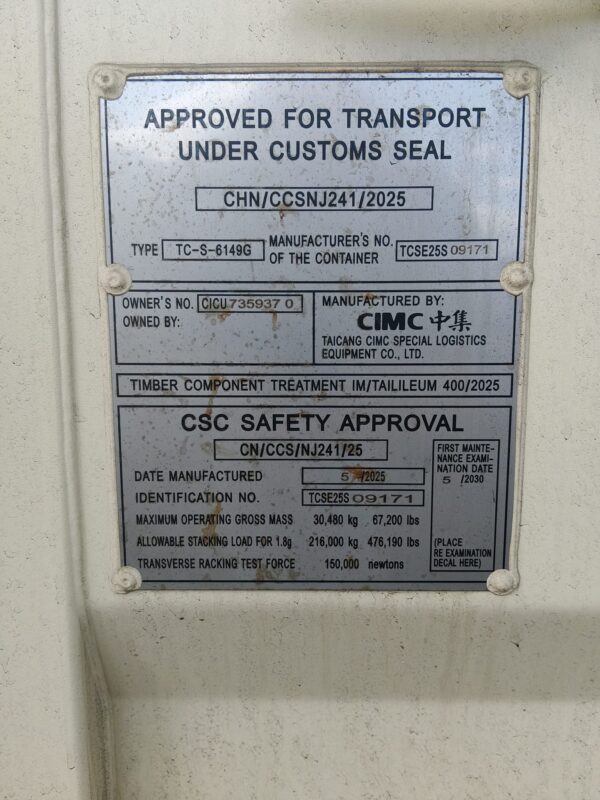 APPROVED FOR TRANSPORT
UNDER CUSTOMS SEAL
CHN/CCSNJ241/2025
TYPE TC-S-6149G MANUFACTURER'S NO. OF THE CONTAINER TCSE25S 09171
OWNER'S NO. CICU 735937 0
OWNED BY:
MANUFACTURED BY:
CIMC 中集
TAICANG CIMC SPECIAL LOGISTICS
EQUIPMENT CO., LTD.
TIMBER COMPONENT TREATMENT IM/TAILILEUM 400/2025
CSC SAFETY APPROVAL
CN/CCS/NJ241/25
DATE MANUFACTURED 5 /2025
IDENTIFICATION NO. TCSE25S 09171
MAXIMUM OPERATING GROSS MASS 30,480 kg 67,200 lbs
ALLOWABLE STACKING LOAD FOR 1.8g 216,000 kg 476,190 lbs
TRANSVERSE RACKING TEST FORCE 150,000 newtons
FIRST MAINTE-
NANCE EXAMI-
NATION DATE
5 /2030
(PLACE
RE EXAMINATION
DECAL HERE)